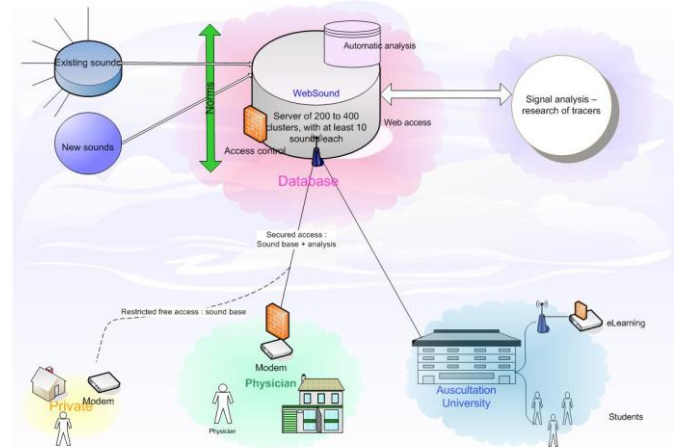 Existing sounds
Automatic analysis
Norms
WebSound
Server of 200 to 400
clusters, with at least 10
sound each
Access control
Web access
Signal analysis –
research of tracers
New sounds
Database
Secured access :
Sound base + analysis
Restricted free access : sound base
Modem
Private
Modem
Physician
Physician
eLearning
Auscultation
University
Students